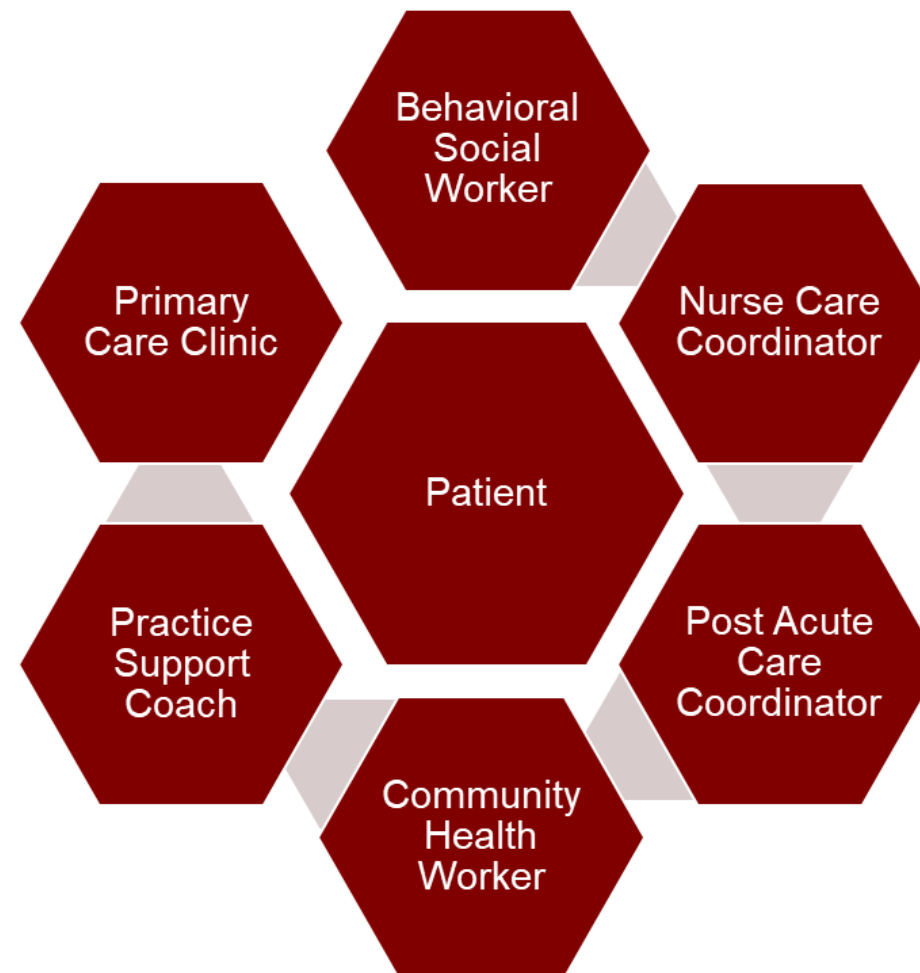 Behavioral
Social
Worker
Primary
Care Clinic
Nurse Care
Coordinator
Patient
Practice
Support
Coach
Post Acute
Care
Coordinator
Community
Health
Worker